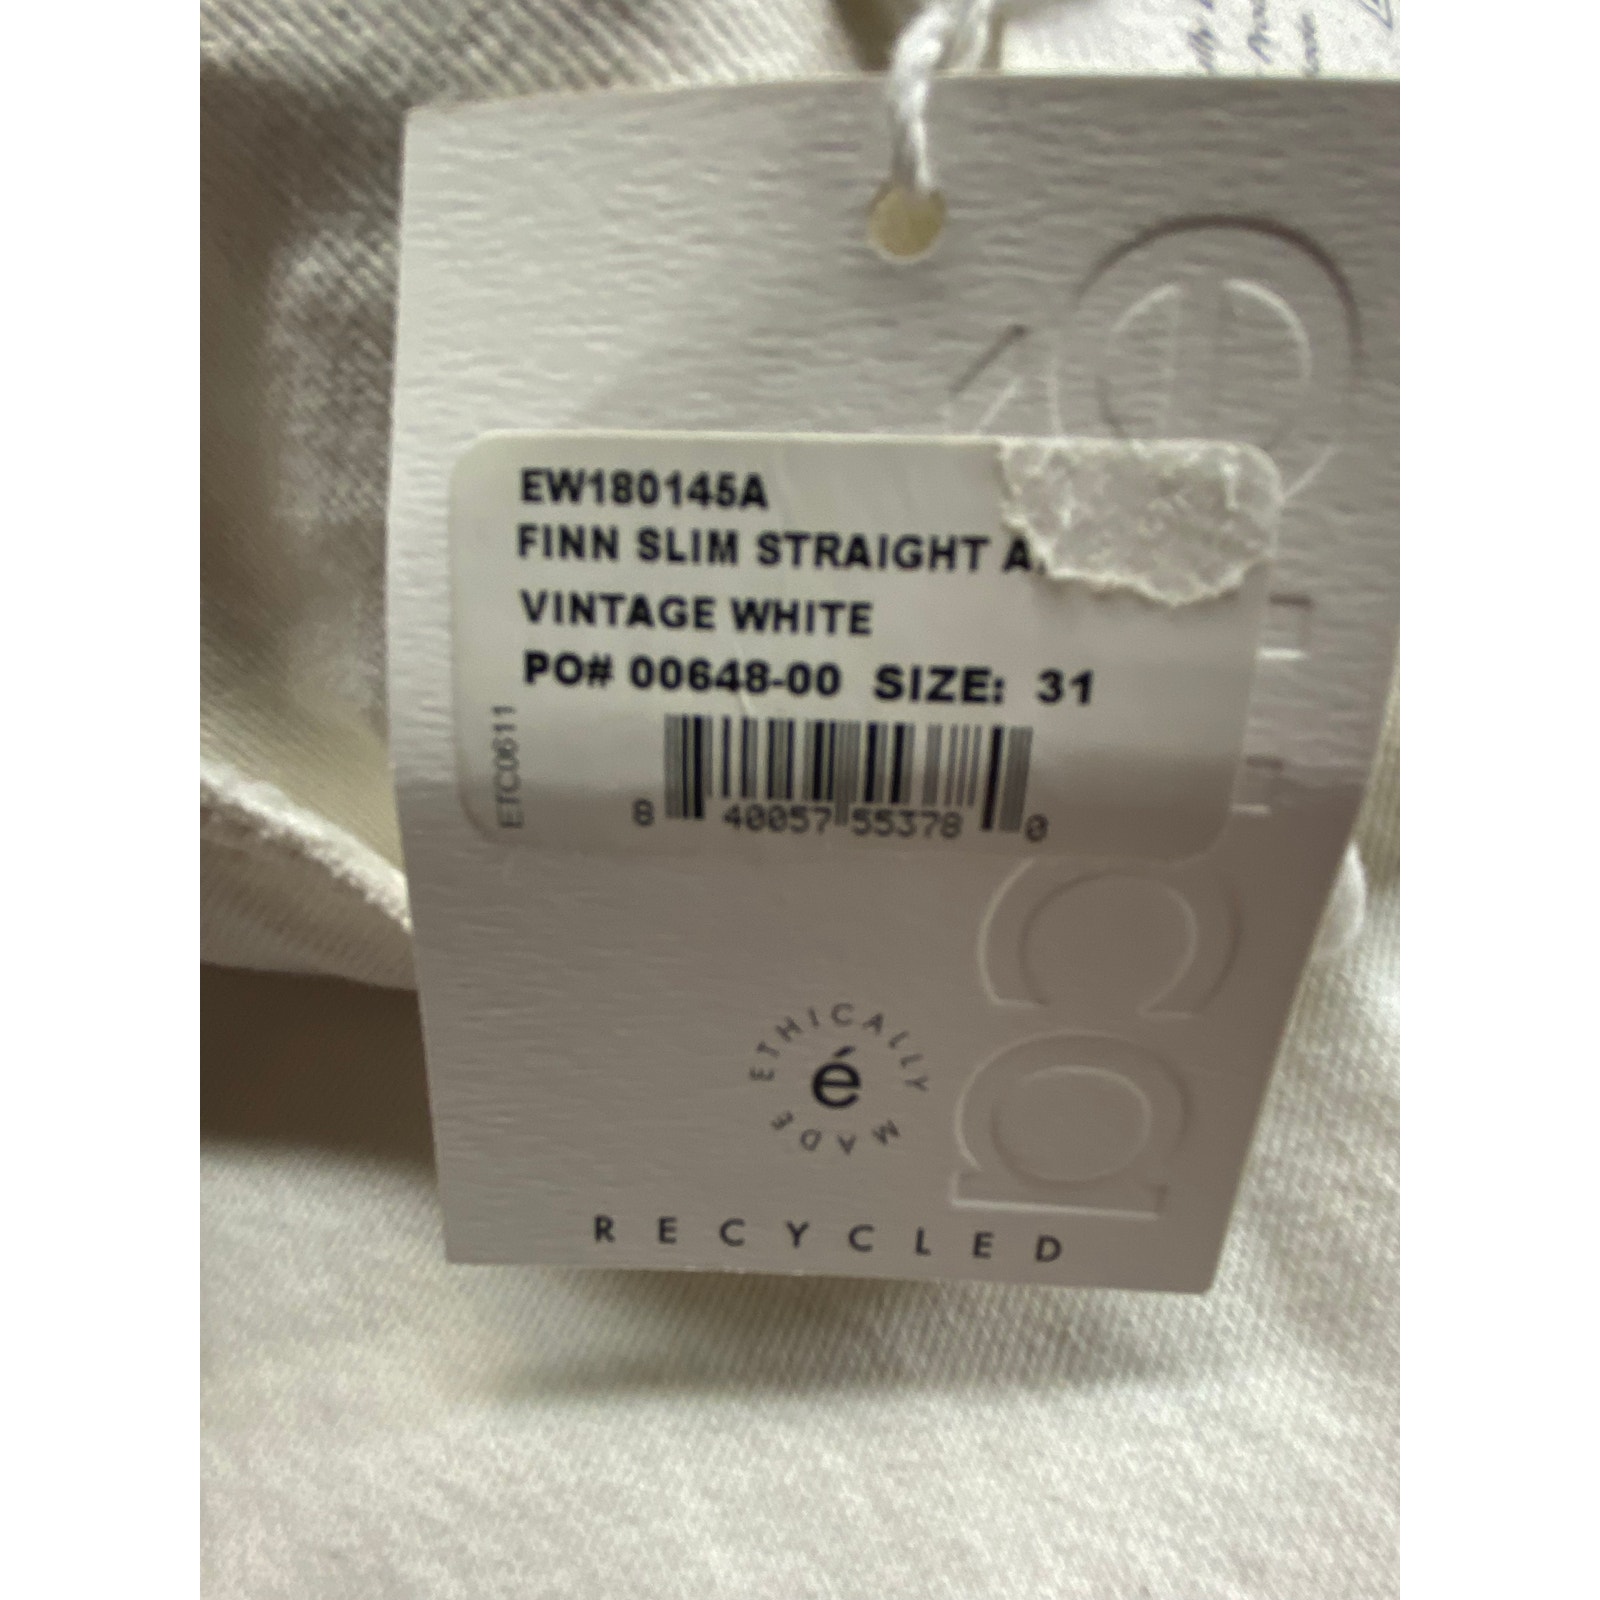 EW180145A
FINN SLIM STRAIGHT
VINTAGE WHITE
PO# 00648-00 SIZE: 31
ETC0611
8 40057 55378 0
ETHICALLY MADE
é
RECYCLED